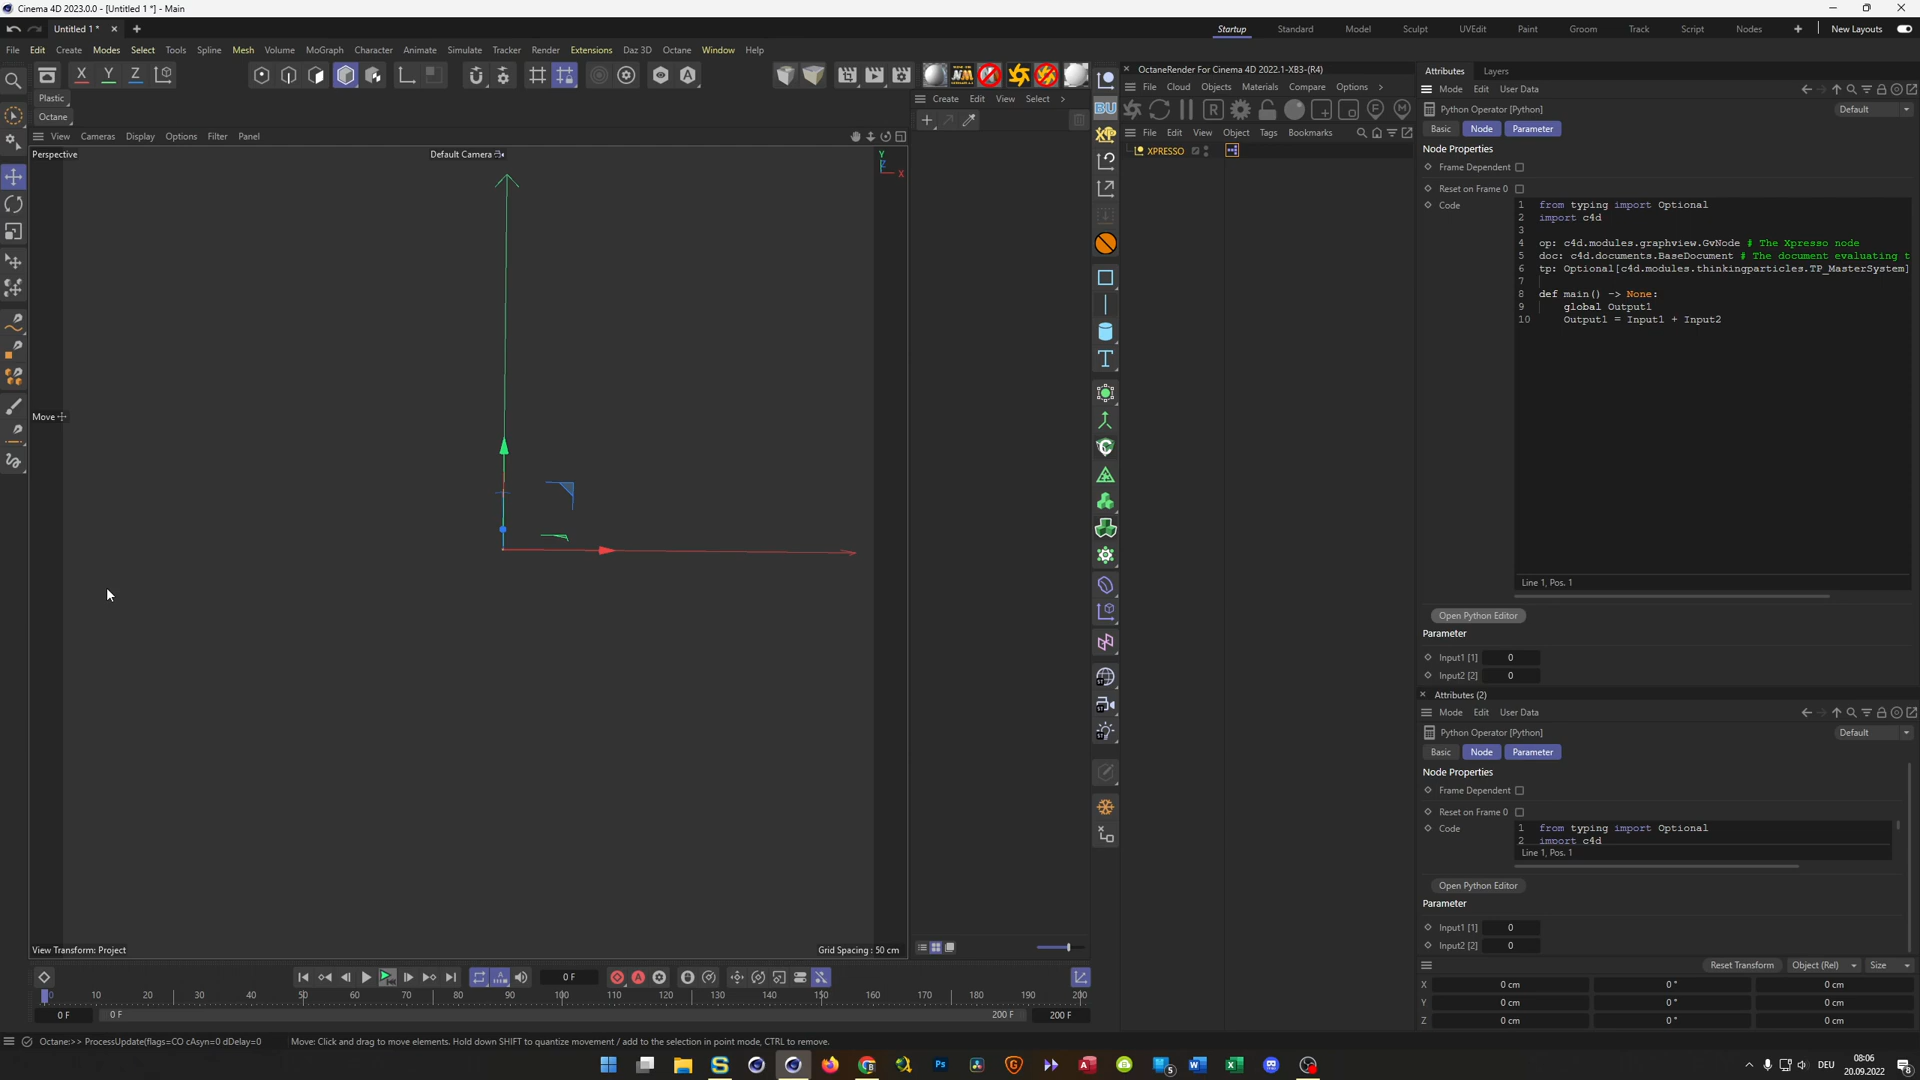 Cinema 4D 2023.0.0 - [Untitled 1 *] - Main
Untitled 1 *
Startup Standard Model Sculpt UVEdit Paint Groom Track Script Nodes New Layouts
File Edit Create Modes Select Tools Spline Mesh Volume MoGraph Character Animate Simulate Tracker Render Extensions Daz 3D Octane Window Help
X Y Z
Plastic
Octane
View Cameras Display Options Filter Panel
Perspective
Default Camera
Y
Z
X
Move
View Transform: Project
Grid Spacing : 50 cm
Create Edit View Select
BU
XP
T
ST
ST
ST
OctaneRender For Cinema 4D 2022.1-XB3-(R4)
File Cloud Objects Materials Compare Options
R F M
File Edit View Object Tags Bookmarks
XPRESSO
Attributes Layers
Mode Edit User Data
Python Operator [Python]
Default
Basic Node Parameter
Node Properties
Frame Dependent
Reset on Frame 0
Code
1 from typing import Optional
2 import c4d
3
4 op: c4d.modules.graphview.GvNode # The Xpresso node
5 doc: c4d.documents.BaseDocument # The document evaluating t
6 tp: Optional[c4d.modules.thinkingparticles.TP_MasterSystem]
7
8 def main() -> None:
9 global Output1
10 Output1 = Input1 + Input2
Line 1, Pos. 1
Open Python Editor
Parameter
Input1 [1] 0
Input2 [2] 0
Attributes (2)
Mode Edit User Data
Python Operator [Python]
Default
Basic Node Parameter
Node Properties
Frame Dependent
Reset on Frame 0
Code
1 from typing import Optional
2 import c4d
Line 1, Pos. 1
Open Python Editor
Parameter
Input1 [1] 0
Input2 [2] 0
Reset Transform Object (Rel) Size
X 0 cm 0 ° 0 cm
Y 0 cm 0 ° 0 cm
Z 0 cm 0 ° 0 cm
0 F
0 10 20 30 40 50 60 70 80 90 100 110 120 130 140 150 160 170 180 190 200
0 F 0 F 200 F 200 F
Octane:>> ProcessUpdate(flags=CO cAsyn=0 dDelay=0
Move: Click and drag to move elements. Hold down SHIFT to quantize movement / add to the selection in point mode, CTRL to remove.
DEU
08:06
20.09.2022